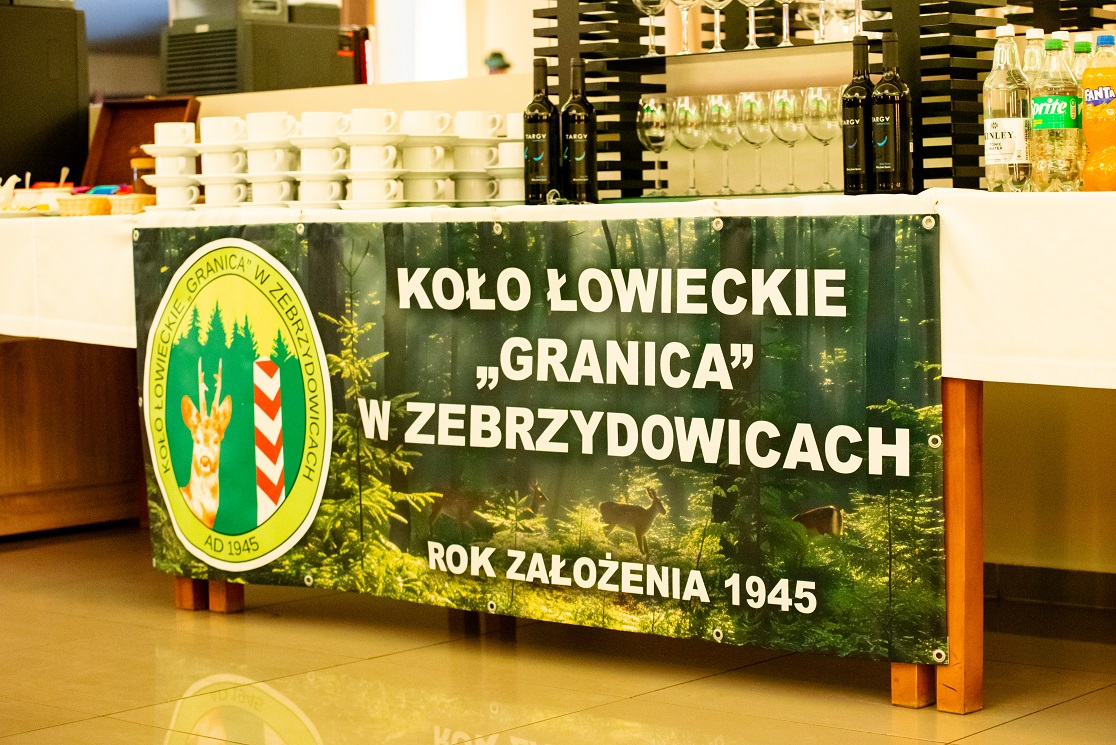 TARGV
TARGV
TARGV
TARGV
KINLEY
Sprite
FANTA
KOŁO ŁOWIECKIE „GRANICA" W ZEBRZYDOWICACH
AD 1945
KOŁO ŁOWIECKIE
„GRANICA”
W ZEBRZYDOWICACH
ROK ZAŁOŻENIA 1945